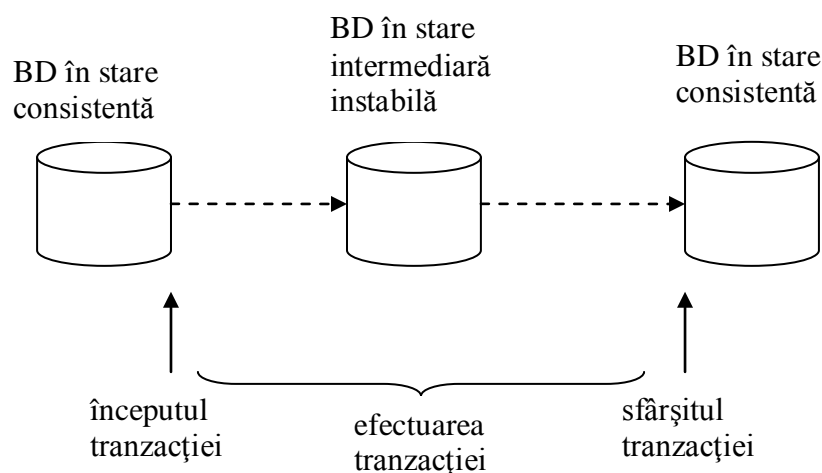 BD în stare
consistentă
BD în stare
intermediară
instabilă
BD în stare
consistentă
începutul
tranzacţiei
efectuarea
tranzacţiei
sfârşitul
tranzacţiei